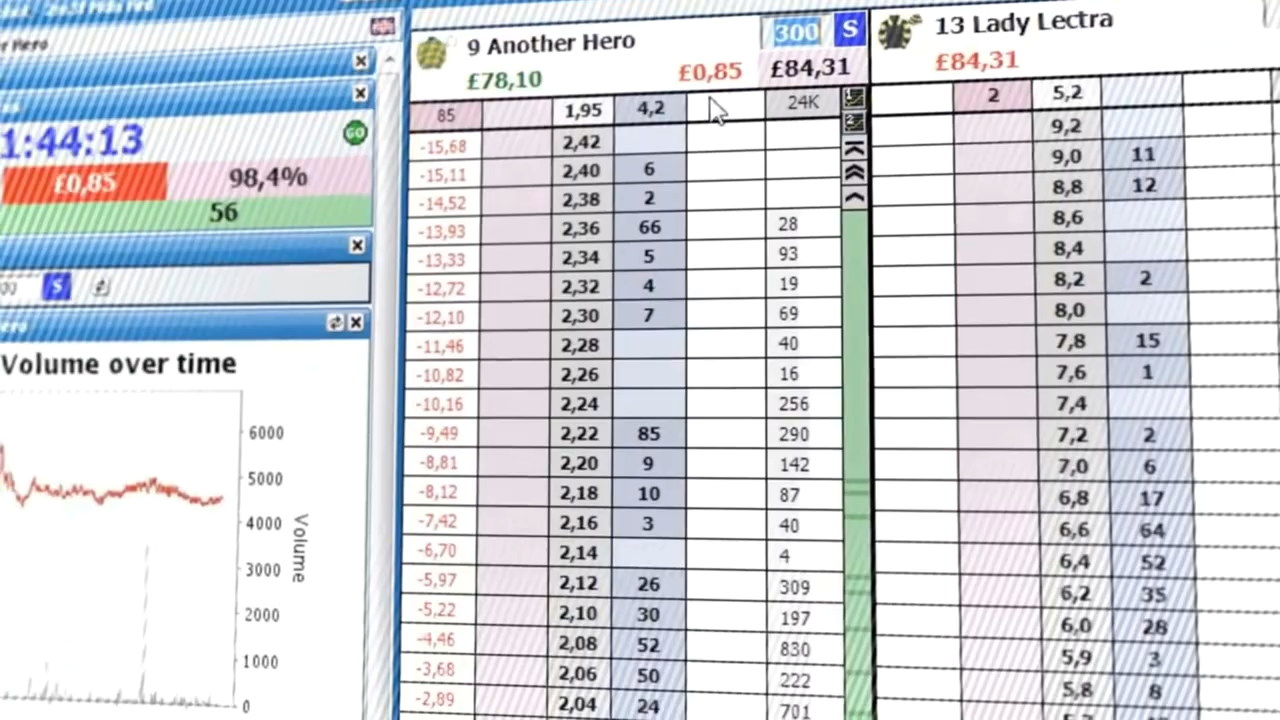 Hero
1:44:13
GO
£0,85 98,4%
56
S
Volume over time
6000
5000
4000
3000
2000
1000
0
Volume
9 Another Hero 300 S
£78,10 £0,85 £84,31
85 1,95 4,2 24K
-15,68 2,42
-15,11 2,40 6
-14,52 2,38 2
-13,93 2,36 66 28
-13,33 2,34 5 93
-12,72 2,32 4 19
-12,10 2,30 7 69
-11,46 2,28 40
-10,82 2,26 16
-10,16 2,24 256
-9,49 2,22 85 290
-8,81 2,20 9 142
-8,12 2,18 10 87
-7,42 2,16 3 40
-6,70 2,14 4
-5,97 2,12 26 309
-5,22 2,10 30 197
-4,46 2,08 52 830
-3,68 2,06 50 222
-2,89 2,04 24 701
13 Lady Lectra
£84,31
2 5,2
9,2
9,0 11
8,8 12
8,6
8,4
8,2 2
8,0
7,8 15
7,6 1
7,4
7,2 2
7,0 6
6,8 17
6,6 64
6,4 52
6,2 35
6,0 28
5,9 3
5,8 8